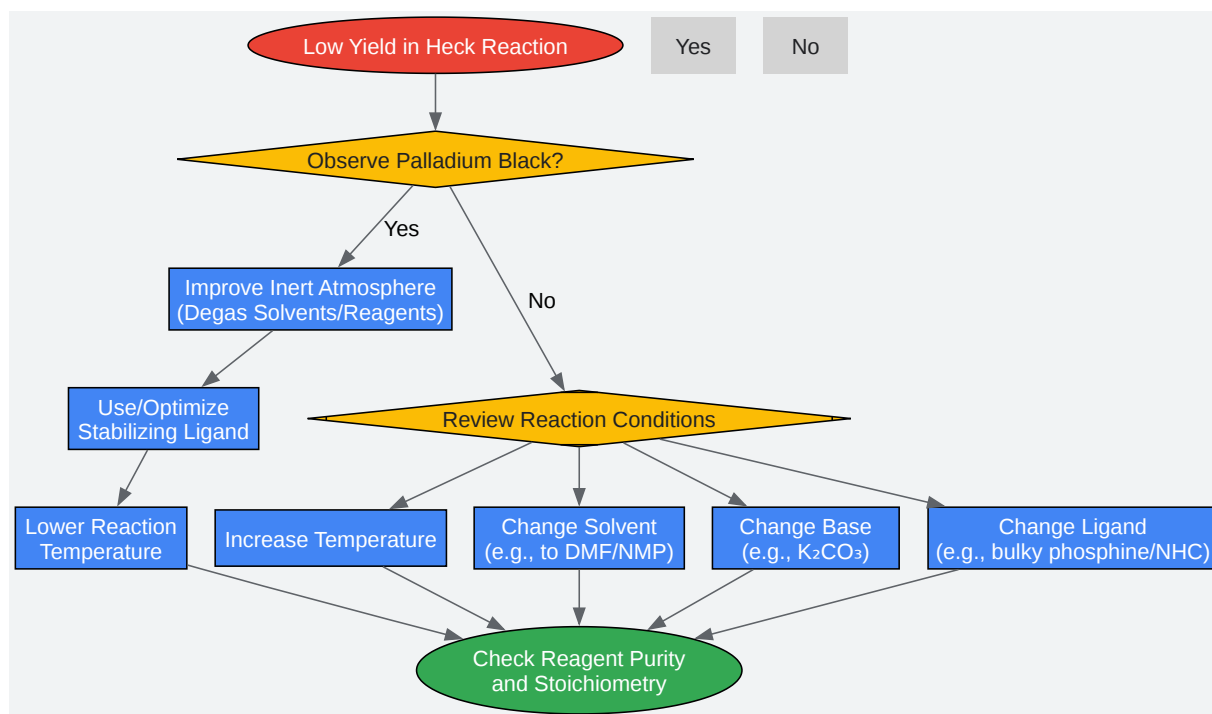 Low Yield in Heck Reaction
Yes
No
Observe Palladium Black?
Yes
Improve Inert Atmosphere
(Degas Solvents/Reagents)
No
Use/Optimize
Stabilizing Ligand
Review Reaction Conditions
Lower Reaction
Temperature
Increase Temperature
Change Solvent
(e.g., to DMF/NMP)
Change Base
(e.g., K₂CO₃)
Change Ligand
(e.g., bulky phosphine/NHC)
Check Reagent Purity
and Stoichiometry